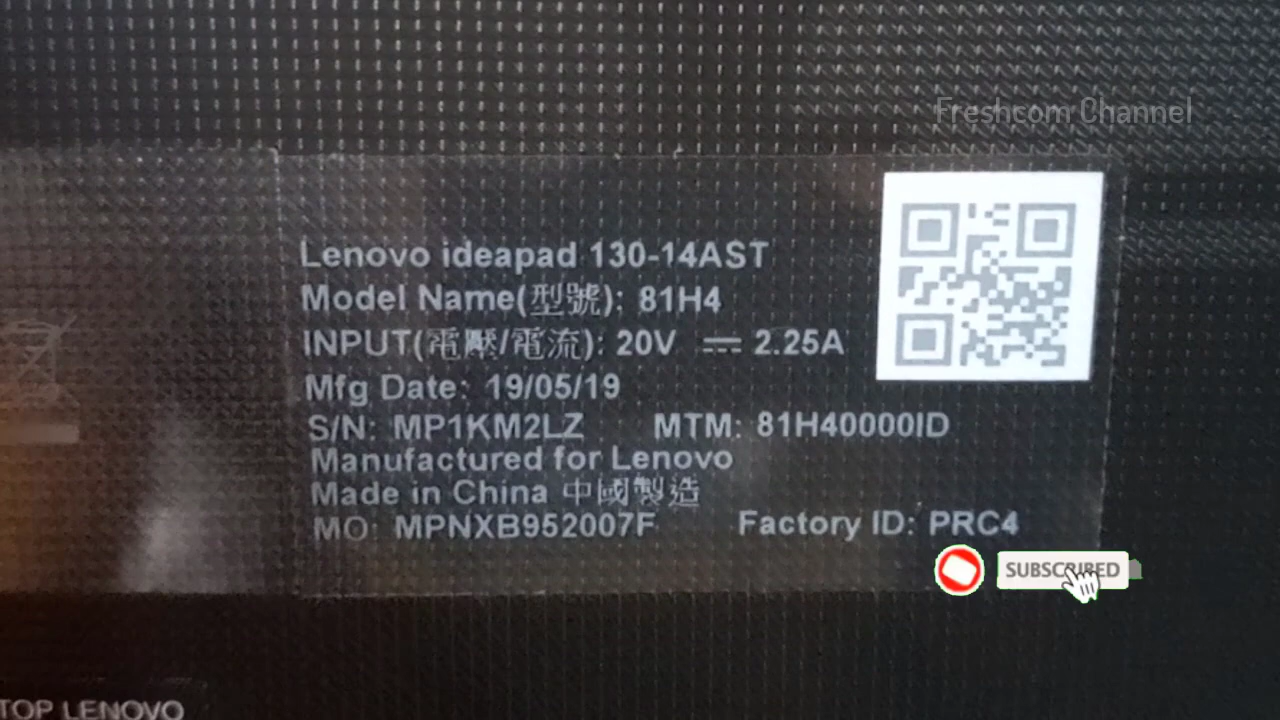 Freshcom Channel
Lenovo ideapad 130-14AST
Model Name(型號): 81H4
INPUT(電壓/電流): 20V ⎓ 2.25A
Mfg Date: 19/05/19
S/N: MP1KM2LZ MTM: 81H40000ID
Manufactured for Lenovo
Made in China 中國製造
MO: MPNXB952007F Factory ID: PRC4
SUBSCRIBED
TOP LENOVO